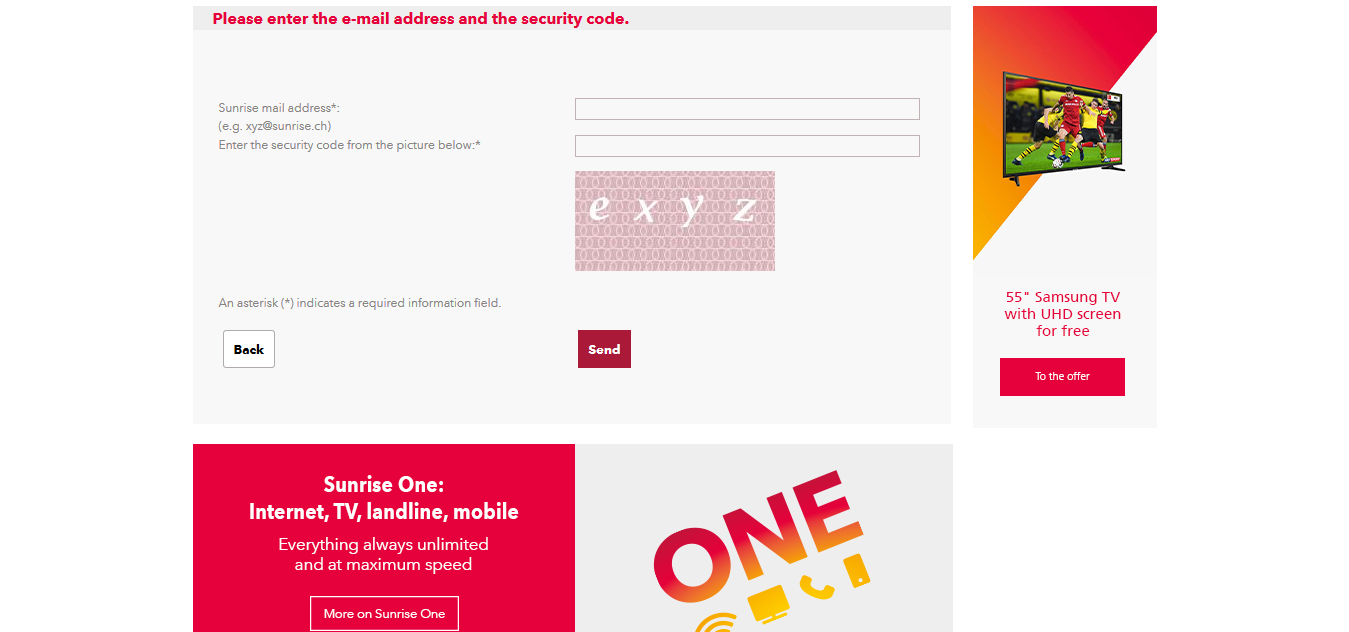 Please enter the e-mail address and the security code.
Sunrise mail address*:
(e.g. xyz@sunrise.ch)
Enter the security code from the picture below:*
e x y z
An asterisk (*) indicates a required information field.
Back
Send
55" Samsung TV
with UHD screen
for free
To the offer
Sunrise One:
Internet, TV, landline, mobile
Everything always unlimited
and at maximum speed
More on Sunrise One
ONE